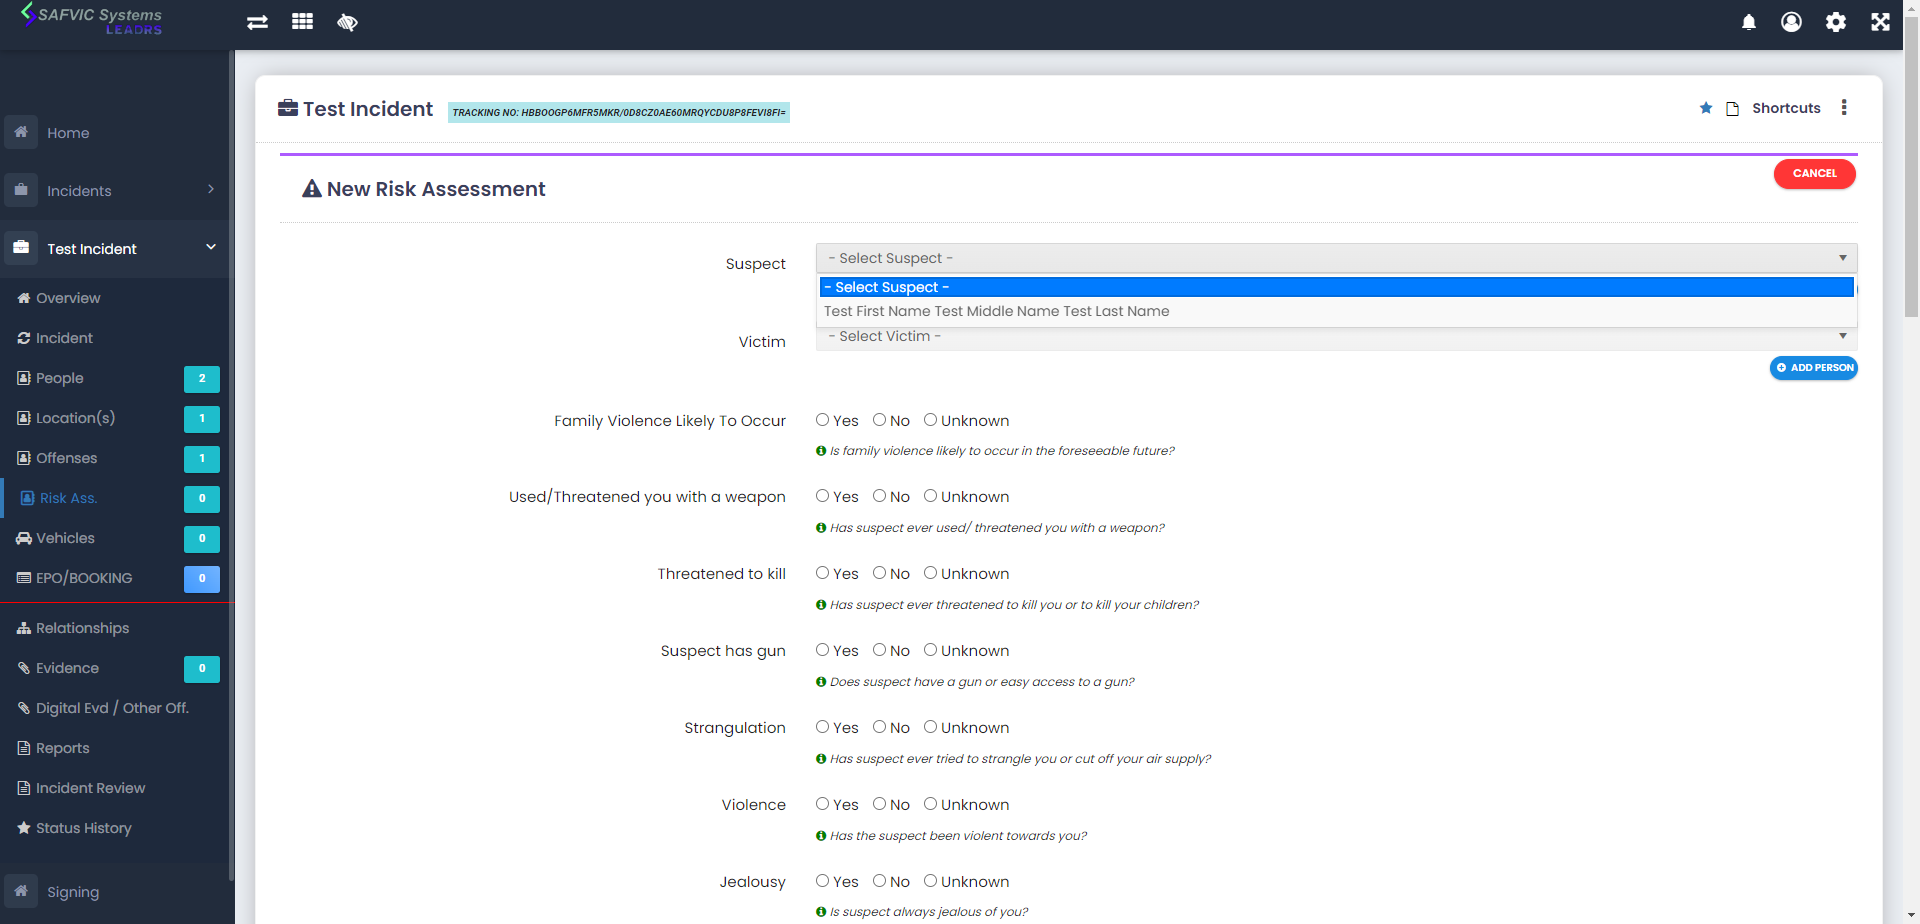 SAFVIC Systems
LEADRS
Home
Incidents
Test Incident
Overview
Incident
People 2
Location(s) 1
Offenses 1
Risk Ass. 0
Vehicles 0
EPO/BOOKING 0
Relationships
Evidence 0
Digital Evd / Other Off.
Reports
Incident Review
Status History
Signing
Test Incident
TRACKING NO: HBBOOGP6MFR5MKR/0D8CZ0AE60MRQYCDU8P8FEVI8FI=
Shortcuts
New Risk Assessment
CANCEL
Suspect
- Select Suspect -
- Select Suspect -
Test First Name Test Middle Name Test Last Name
Victim
- Select Victim -
ADD PERSON
Family Violence Likely To Occur Yes No Unknown
Is family violence likely to occur in the foreseeable future?
Used/Threatened you with a weapon Yes No Unknown
Has suspect ever used/ threatened you with a weapon?
Threatened to kill Yes No Unknown
Has suspect ever threatened to kill you or to kill your children?
Suspect has gun Yes No Unknown
Does suspect have a gun or easy access to a gun?
Strangulation Yes No Unknown
Has suspect ever tried to strangle you or cut off your air supply?
Violence Yes No Unknown
Has the suspect been violent towards you?
Jealousy Yes No Unknown
Is suspect always jealous of you?